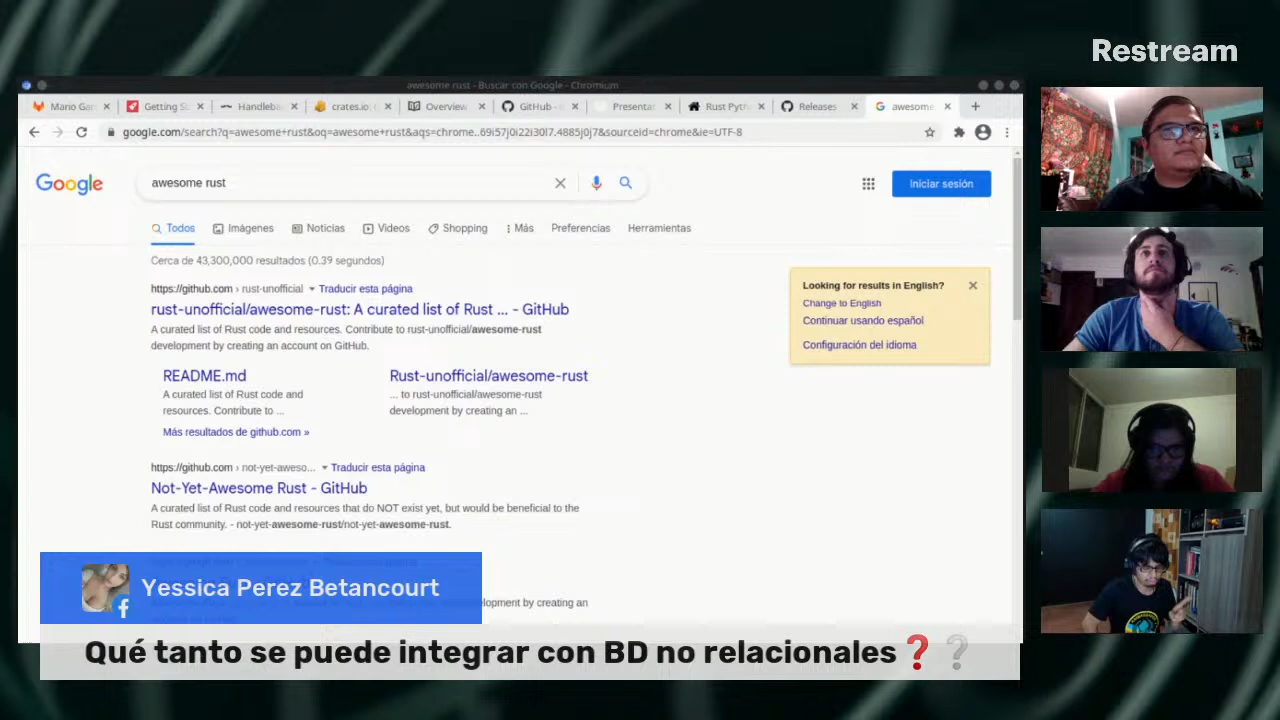 Restream
awesome rust - Buscar con Google - Chromium
Mario Gar
Getting S
Handleba
crates.io:
Overview
GitHub -
Presentar
Rust Pyth
Releases
awesome
google.com/search?q=awesome+rust&oq=awesome+rust&aqs=chrome..69i57j0i22i30l7.4885j0j7&sourceid=chrome&ie=UTF-8
Google
awesome rust
Iniciar sesión
Todos
Imágenes
Noticias
Videos
Shopping
Más
Preferencias
Herramientas
Cerca de 43,300,000 resultados (0.39 segundos)
https://github.com › rust-unofficial Traducir esta página
rust-unofficial/awesome-rust: A curated list of Rust ... - GitHub
A curated list of Rust code and resources. Contribute to rust-unofficial/awesome-rust
development by creating an account on GitHub.
README.md
A curated list of Rust code and
resources. Contribute to ...
Rust-unofficial/awesome-rust
... to rust-unofficial/awesome-rust
development by creating an ...
Más resultados de github.com »
https://github.com › not-yet-aweso... Traducir esta página
Not-Yet-Awesome Rust - GitHub
A curated list of Rust code and resources that do NOT exist yet, but would be beneficial to the
Rust community. - not-yet-awesome-rust/not-yet-awesome-rust.
Looking for results in English?
Change to English
Continuar usando español
Configuración del idioma
elopment by creating an
Yessica Perez Betancourt
Qué tanto se puede integrar con BD no relacionales❓❔